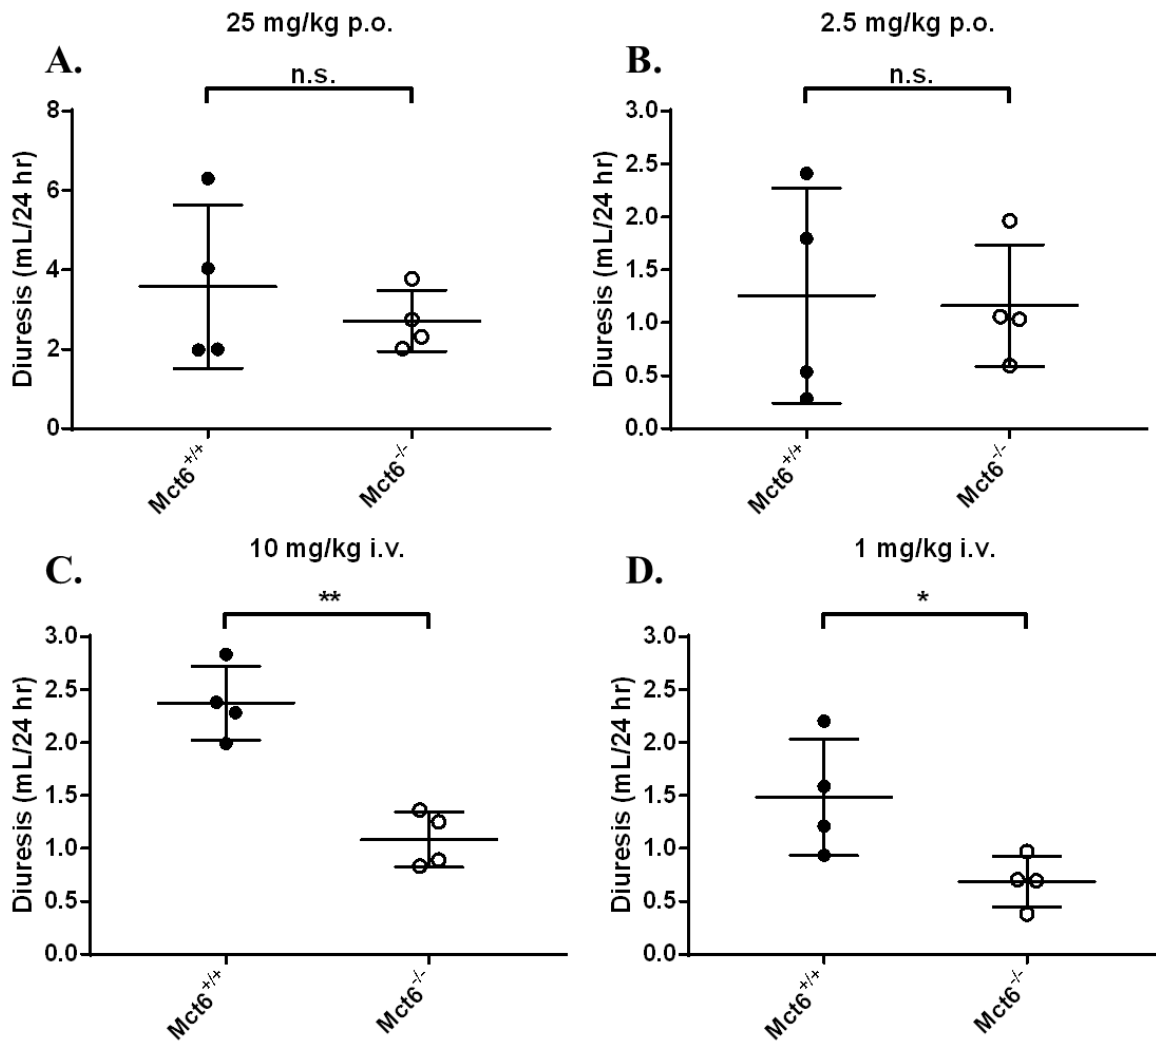 25 mg/kg p.o.
A.
n.s.
8
6
4
2
0
Diuresis (mL/24 hr)
Mct6+/+
Mct6-/-
2.5 mg/kg p.o.
B.
n.s.
3.0
2.5
2.0
1.5
1.0
0.5
0.0
Diuresis (mL/24 hr)
Mct6+/+
Mct6-/-
10 mg/kg i.v.
C.
**
3.0
2.5
2.0
1.5
1.0
0.5
0.0
Diuresis (mL/24 hr)
Mct6+/+
Mct6-/-
1 mg/kg i.v.
D.
*
3.0
2.5
2.0
1.5
1.0
0.5
0.0
Diuresis (mL/24 hr)
Mct6+/+
Mct6-/-